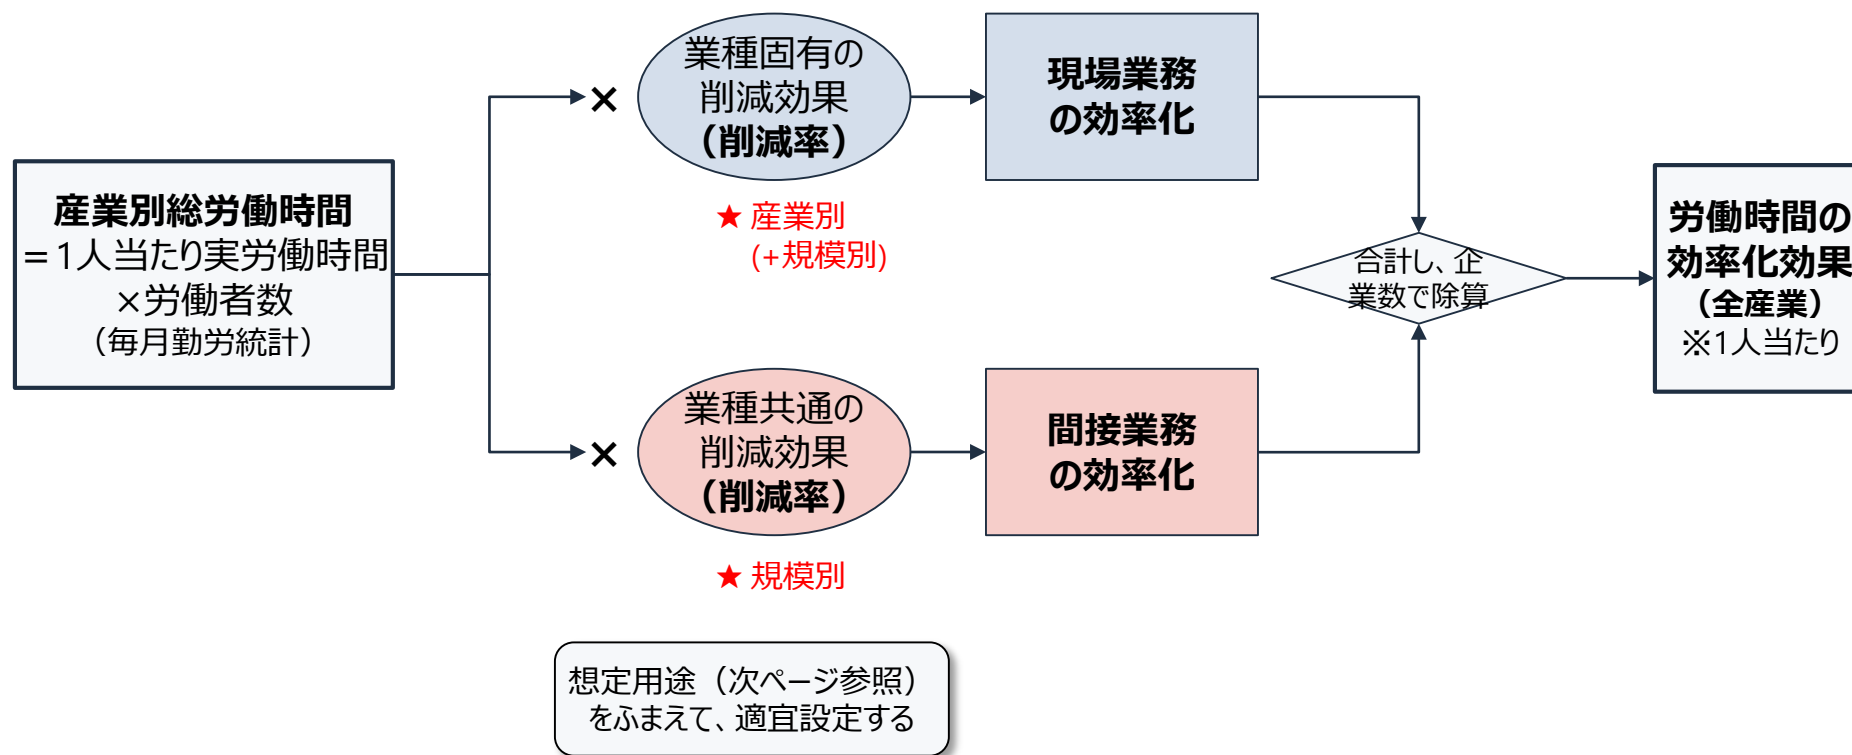 産業別総労働時間
＝1人当たり実労働時間
×労働者数
（毎月勤労統計）
×
業種固有の
削減効果
（削減率）
★ 産業別
(+規模別)
現場業務
の効率化
×
業種共通の
削減効果
（削減率）
★ 規模別
間接業務
の効率化
合計し、企
業数で除算
労働時間の
効率化効果
（全産業）
※1人当たり
想定用途（次ページ参照）
をふまえて、適宜設定する